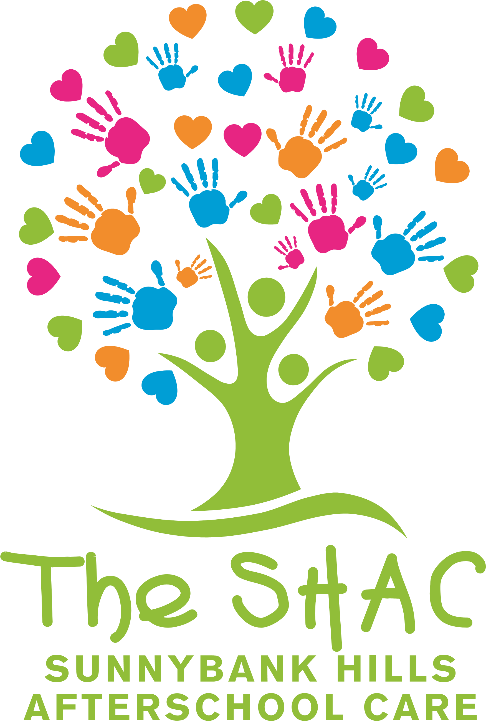 The SHAC
SUNNYBANK HILLS
AFTERSCHOOL CARE